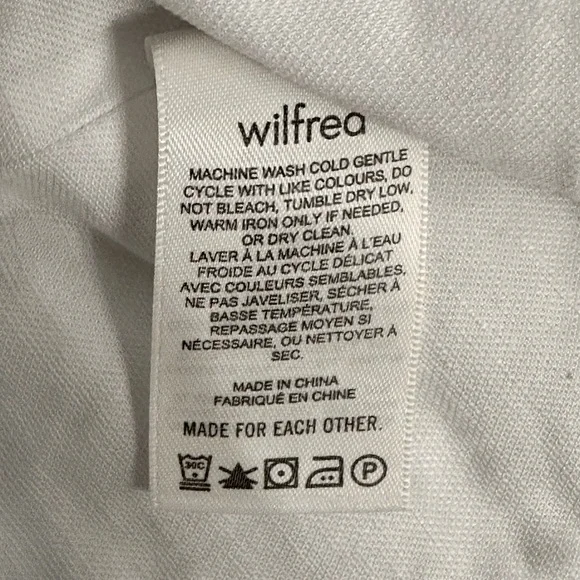 wilfred
MACHINE WASH COLD GENTLE
CYCLE WITH LIKE COLOURS, DO
NOT BLEACH, TUMBLE DRY LOW,
WARM IRON ONLY IF NEEDED,
OR DRY CLEAN.
LAVER À LA MACHINE À L'EAU
FROIDE AU CYCLE DÉLICAT
AVEC COULEURS SEMBLABLES,
NE PAS JAVELISER, SÉCHER À
BASSE TEMPÉRATURE,
REPASSAGE MOYEN SI
NÉCESSAIRE, OU NETTOYER À
SEC.
MADE IN CHINA
FABRIQUÉ EN CHINE
MADE FOR EACH OTHER.
30C P